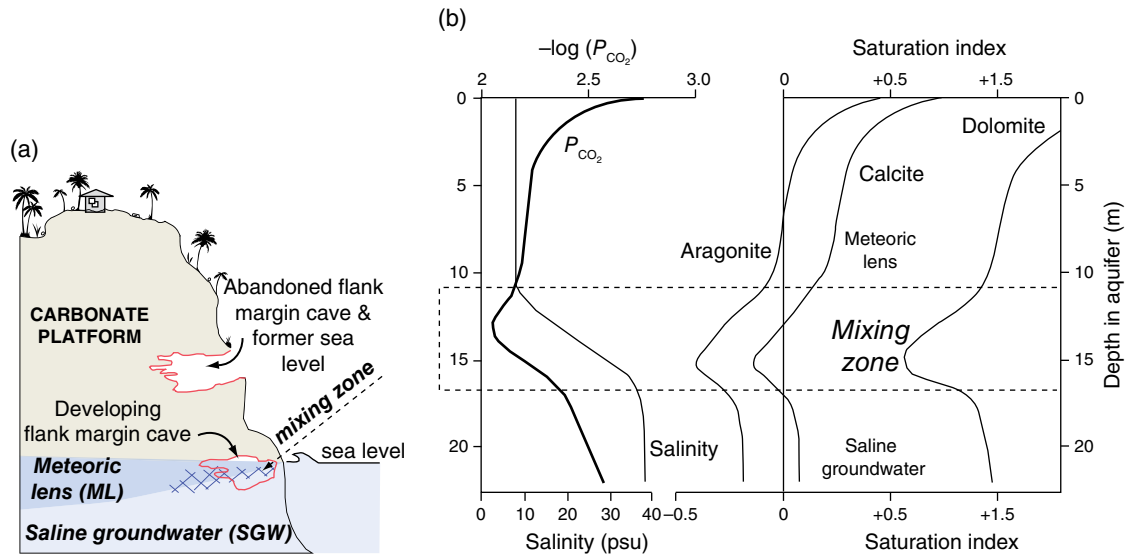 (a)
CARBONATE
PLATFORM
Abandoned flank
margin cave &
former sea
level
Developing
flank margin cave
mixing zone
sea level
Meteoric
lens (ML)
Saline groundwater (SGW)
(b)
–log (P_CO₂)
2 2.5 3.0
Saturation index
0 +0.5 +1.5
0
5
10
15
20
P_CO₂
Salinity
0 10 20 30 40
Salinity (psu)
Aragonite
Calcite
Dolomite
Meteoric
lens
Mixing
zone
Saline
groundwater
0
5
10
15
20
Depth in aquifer (m)
–0.5 0 +0.5 +1.5
Saturation index